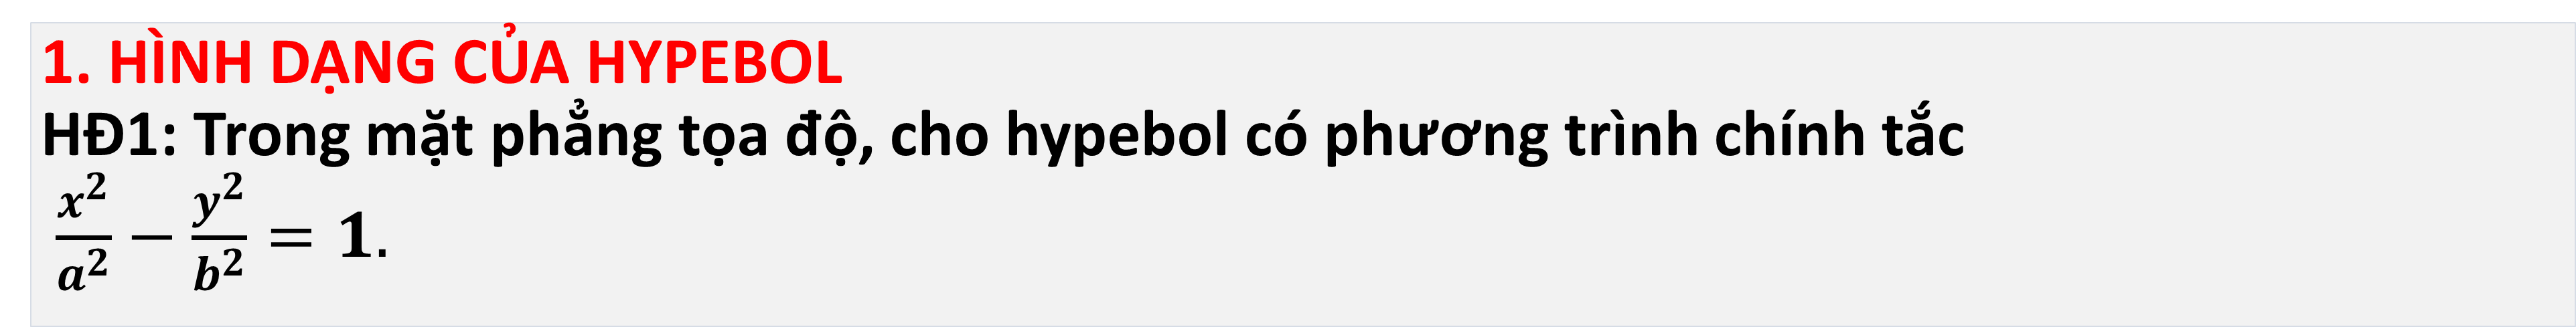 1. HÌNH DẠNG CỦA HYPEBOL
HĐ1: Trong mặt phẳng tọa độ, cho hypebol có phương trình chính tắc
x²/a² − y²/b² = 1.